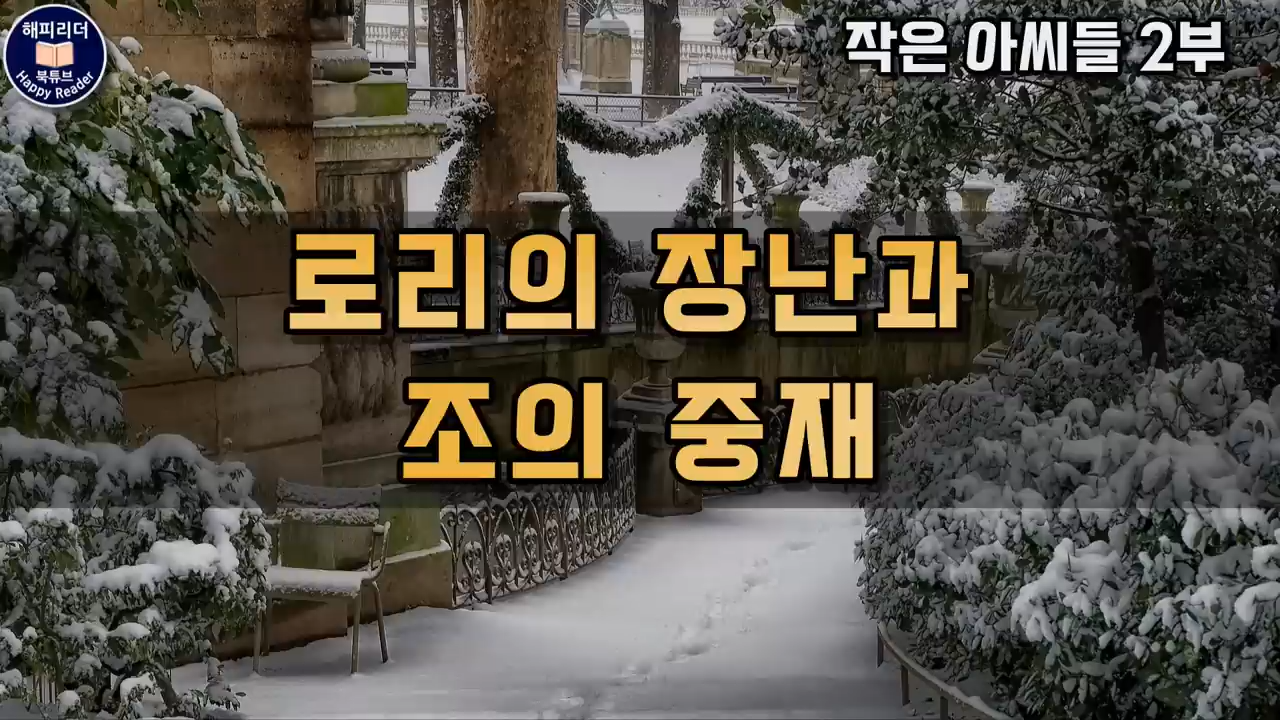 해피리더
북튜브
Happy Reader
작은 아씨들 2부
로리의 장난과
조의 중재